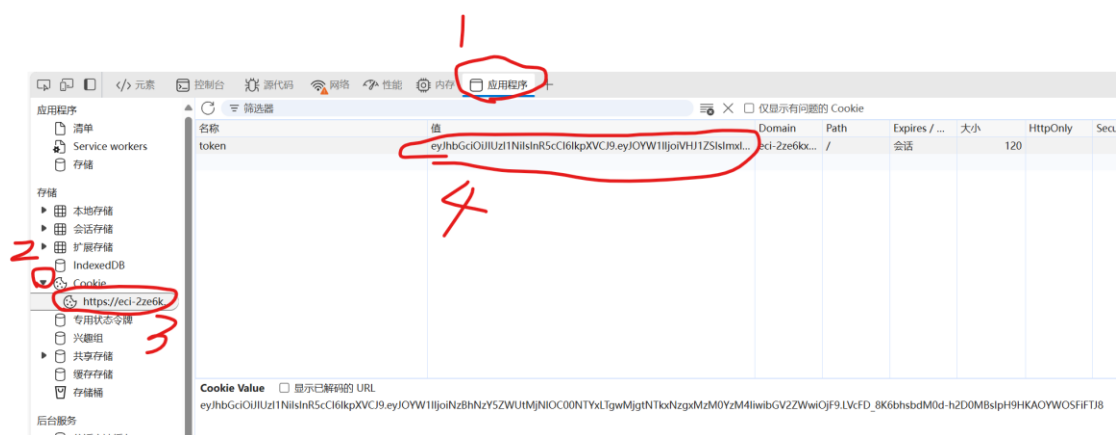 1
元素 控制台 源代码 网络 性能 内存 应用程序 +
应用程序
筛选器
仅显示有问题的 Cookie
清单
名称 值 Domain Path Expires / ... 大小 HttpOnly Secu
Service workers
token eyJhbGciOiJIUzI1NiIsInR5cCI6IkpXVCJ9.eyJOYW1lIjoiVHJ1ZSIsImxl... eci-2ze6kx... / 会话 120
存储
4
存储
本地存储
会话存储
2
扩展存储
IndexedDB
Cookie
https://eci-2ze6k...
3
专用状态令牌
兴趣组
共享存储
缓存存储
Cookie Value 显示已解码的 URL
存储桶
eyJhbGciOiJIUzI1NiIsInR5cCI6IkpXVCJ9.eyJOYW1lIjoiNzBhNzY5ZWUtMjNlOC00NTYxLTgwMjgtNTkxNzgxMzM0YzM4IiwibGV2ZWwiOjF9.LVcFD_8K6bhsbdM0d-h2D0MBsIpH9HKAOYWOSFiFTJ8
后台服务